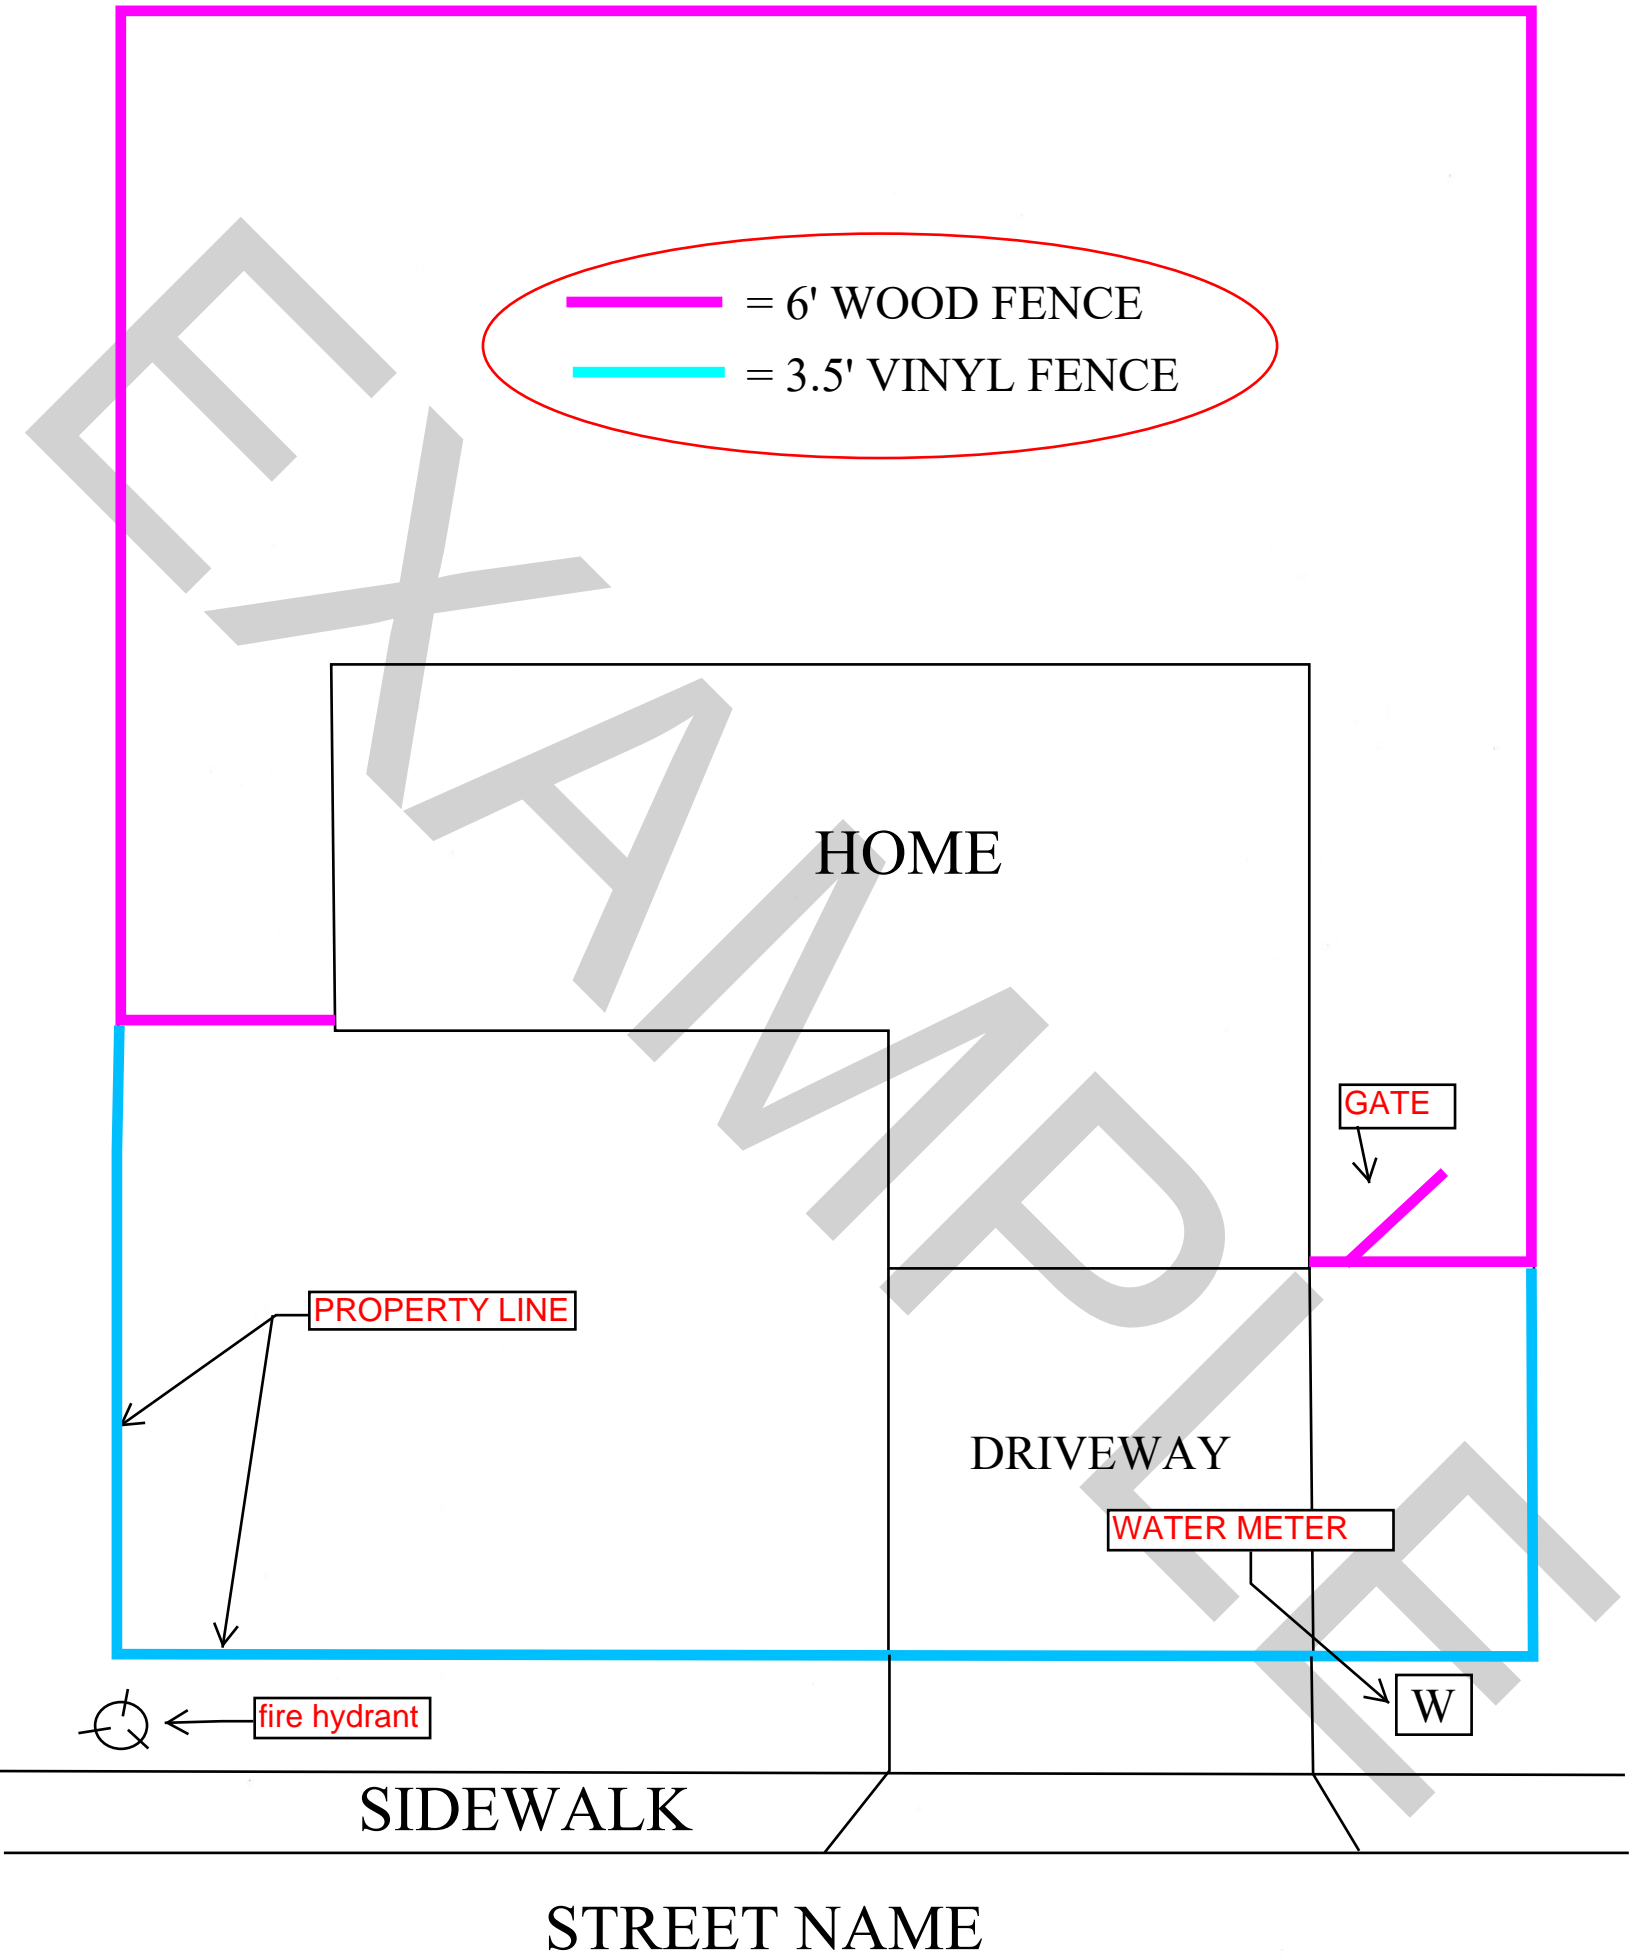 = 6' WOOD FENCE
= 3.5' VINYL FENCE
EXAMPLE
HOME
GATE
PROPERTY LINE
DRIVEWAY
WATER METER
W
fire hydrant
SIDEWALK
STREET NAME